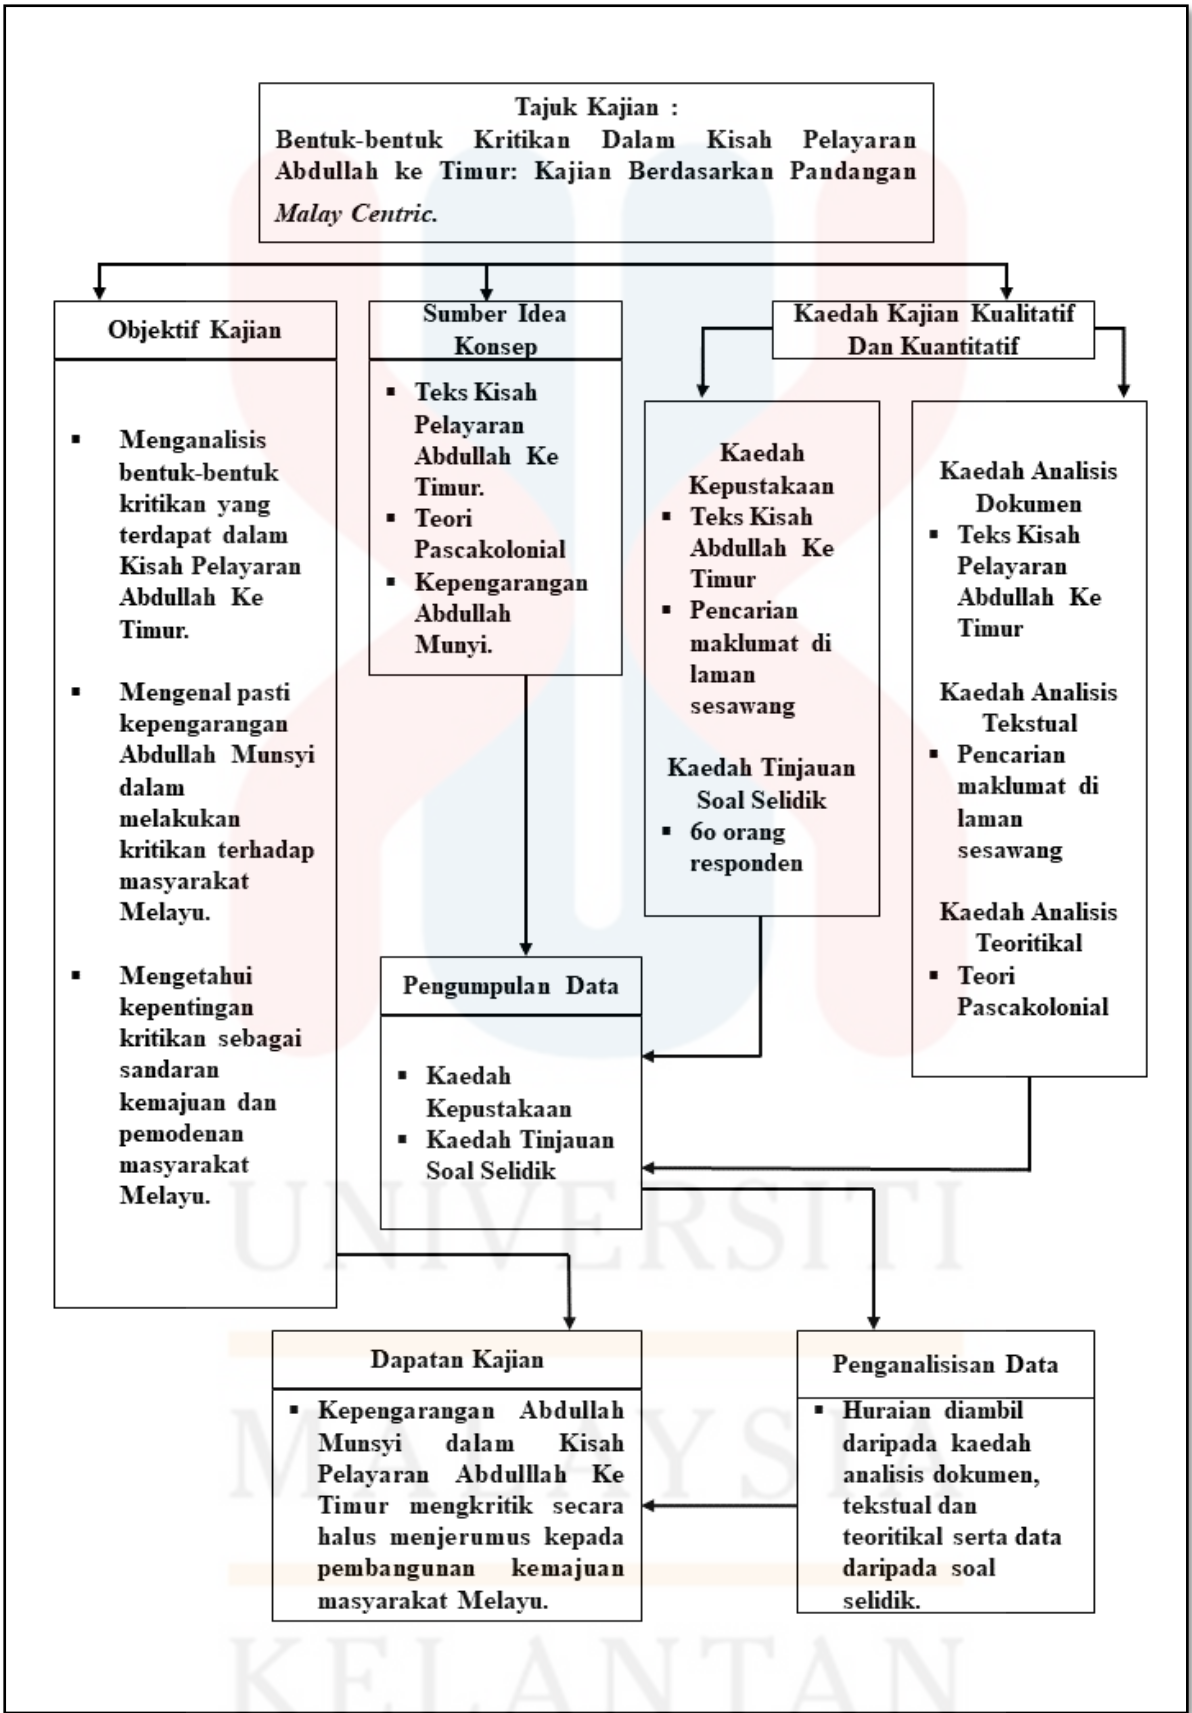 Tajuk Kajian :
Bentuk-bentuk Kritikan Dalam Kisah Pelayaran
Abdullah ke Timur: Kajian Berdasarkan Pandangan
Malay Centric.
Objektif Kajian
▪ Menganalisis
bentuk-bentuk
kritikan yang
terdapat dalam
Kisah Pelayaran
Abdullah Ke
Timur.
▪ Mengenal pasti
kepengarangan
Abdullah Munsyi
dalam
melakukan
kritikan terhadap
masyarakat
Melayu.
▪ Mengetahui
kepentingan
kritikan sebagai
sandaran
kemajuan dan
pemodenan
masyarakat
Melayu.
Sumber Idea
Konsep
▪ Teks Kisah
Pelayaran
Abdullah Ke
Timur.
▪ Teori
Pascakolonial
▪ Kepengarangan
Abdullah
Munyi.
Kaedah Kajian Kualitatif
Dan Kuantitatif
Kaedah
Kepustakaan
▪ Teks Kisah
Abdullah Ke
Timur
▪ Pencarian
maklumat di
laman
sesawang
Kaedah Tinjauan
Soal Selidik
▪ 6o orang
responden
Kaedah Analisis
Dokumen
▪ Teks Kisah
Pelayaran
Abdullah Ke
Timur
Kaedah Analisis
Tekstual
▪ Pencarian
maklumat di
laman
sesawang
Kaedah Analisis
Teoritikal
▪ Teori
Pascakolonial
Pengumpulan Data
▪ Kaedah
Kepustakaan
▪ Kaedah Tinjauan
Soal Selidik
Dapatan Kajian
▪ Kepengarangan Abdullah
Munsyi dalam Kisah
Pelayaran Abdulllah Ke
Timur mengkritik secara
halus menjerumus kepada
pembangunan kemajuan
masyarakat Melayu.
Penganalisisan Data
▪ Huraian diambil
daripada kaedah
analisis dokumen,
tekstual dan
teoritikal serta data
daripada soal
selidik.
UNIVERSITI
MALAYSIA
KELANTAN